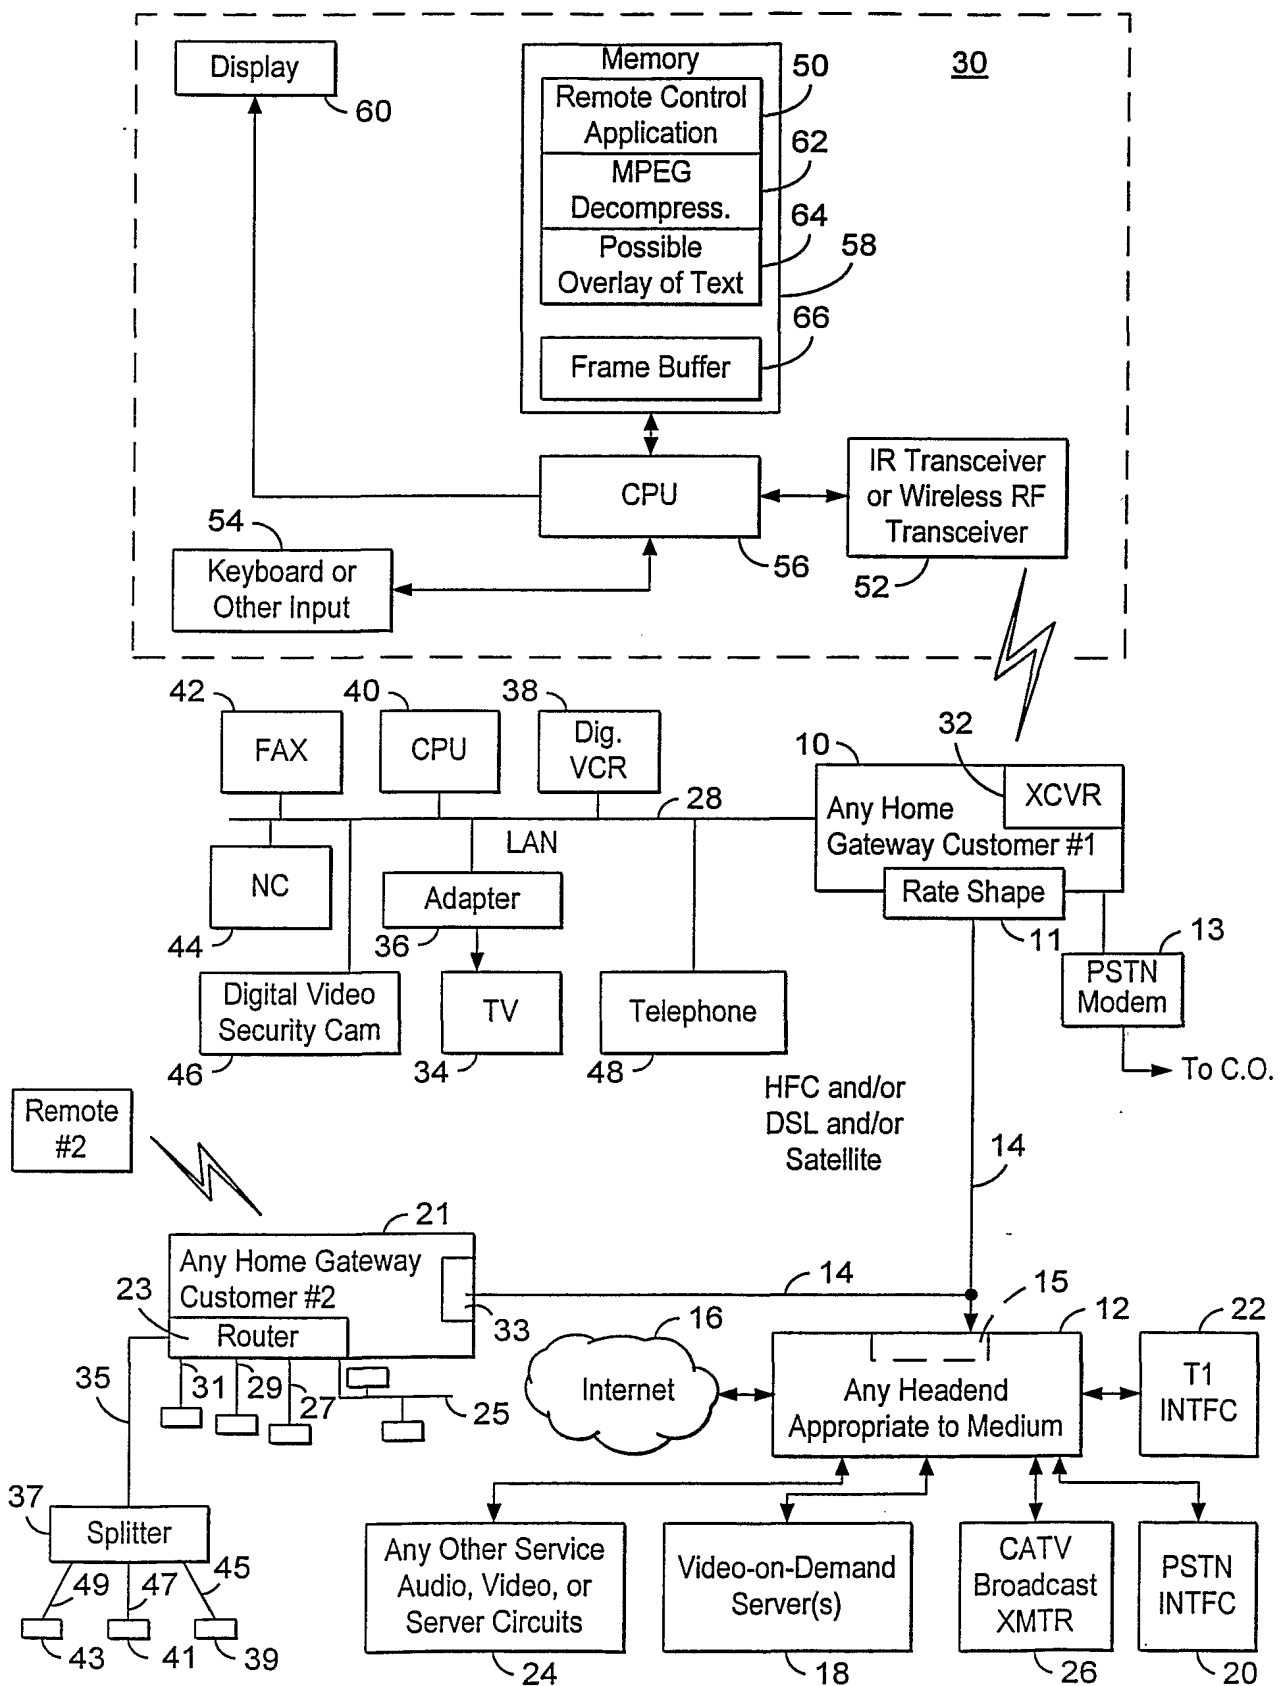 Display
60
Memory
Remote Control
Application
50
MPEG
Decompress.
62
Possible
Overlay of Text
64
58
Frame Buffer
66
30
CPU
56
IR Transceiver
or Wireless RF
Transceiver
52
54
Keyboard or
Other Input
42
FAX
40
CPU
38
Dig.
VCR
28
LAN
10
32
XCVR
Any Home
Gateway Customer #1
Rate Shape
11
13
PSTN
Modem
To C.O.
NC
44
Adapter
36
Digital Video
Security Cam
46
TV
34
Telephone
48
HFC and/or
DSL and/or
Satellite
14
Remote
#2
21
Any Home Gateway
Customer #2
23
Router
33
14
16
Internet
15
12
Any Headend
Appropriate to Medium
22
T1
INTFC
35
31
29
27
25
37
Splitter
49
47
45
43
41
39
Any Other Service
Audio, Video, or
Server Circuits
24
Video-on-Demand
Server(s)
18
CATV
Broadcast
XMTR
26
PSTN
INTFC
20